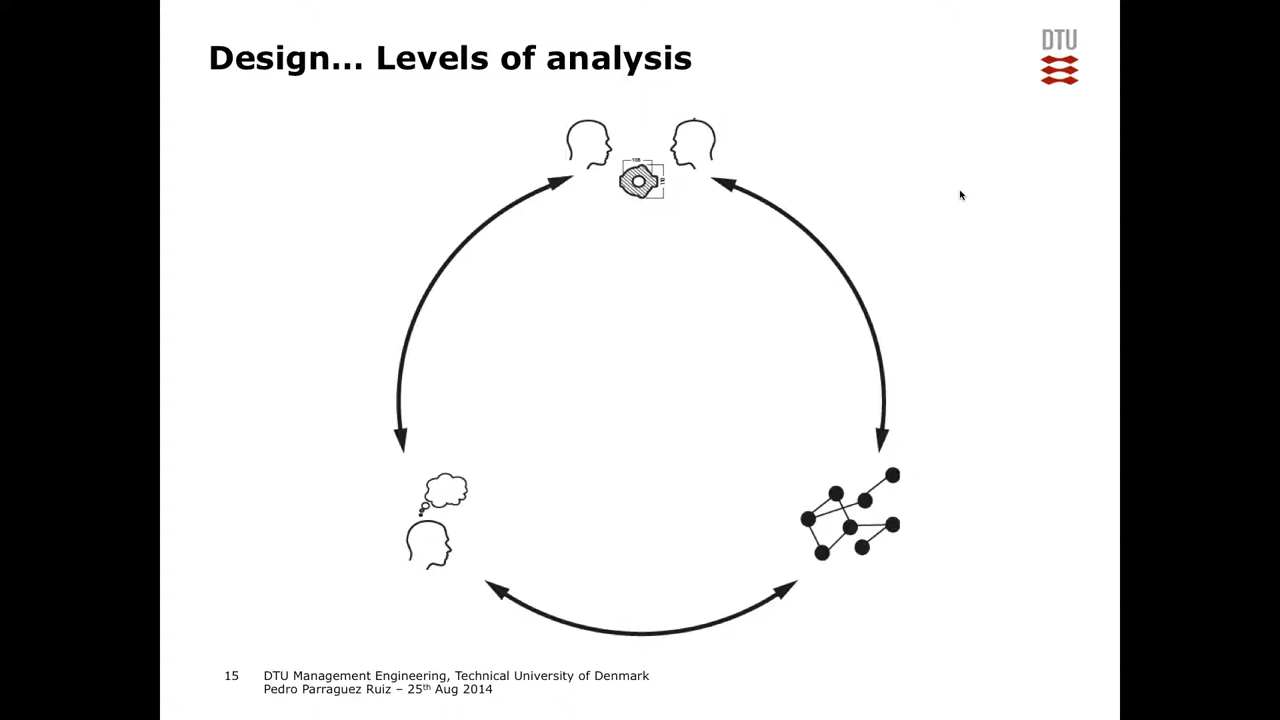 Design... Levels of analysis
DTU
108
15 DTU Management Engineering, Technical University of Denmark
Pedro Parraguez Ruiz – 25th Aug 2014